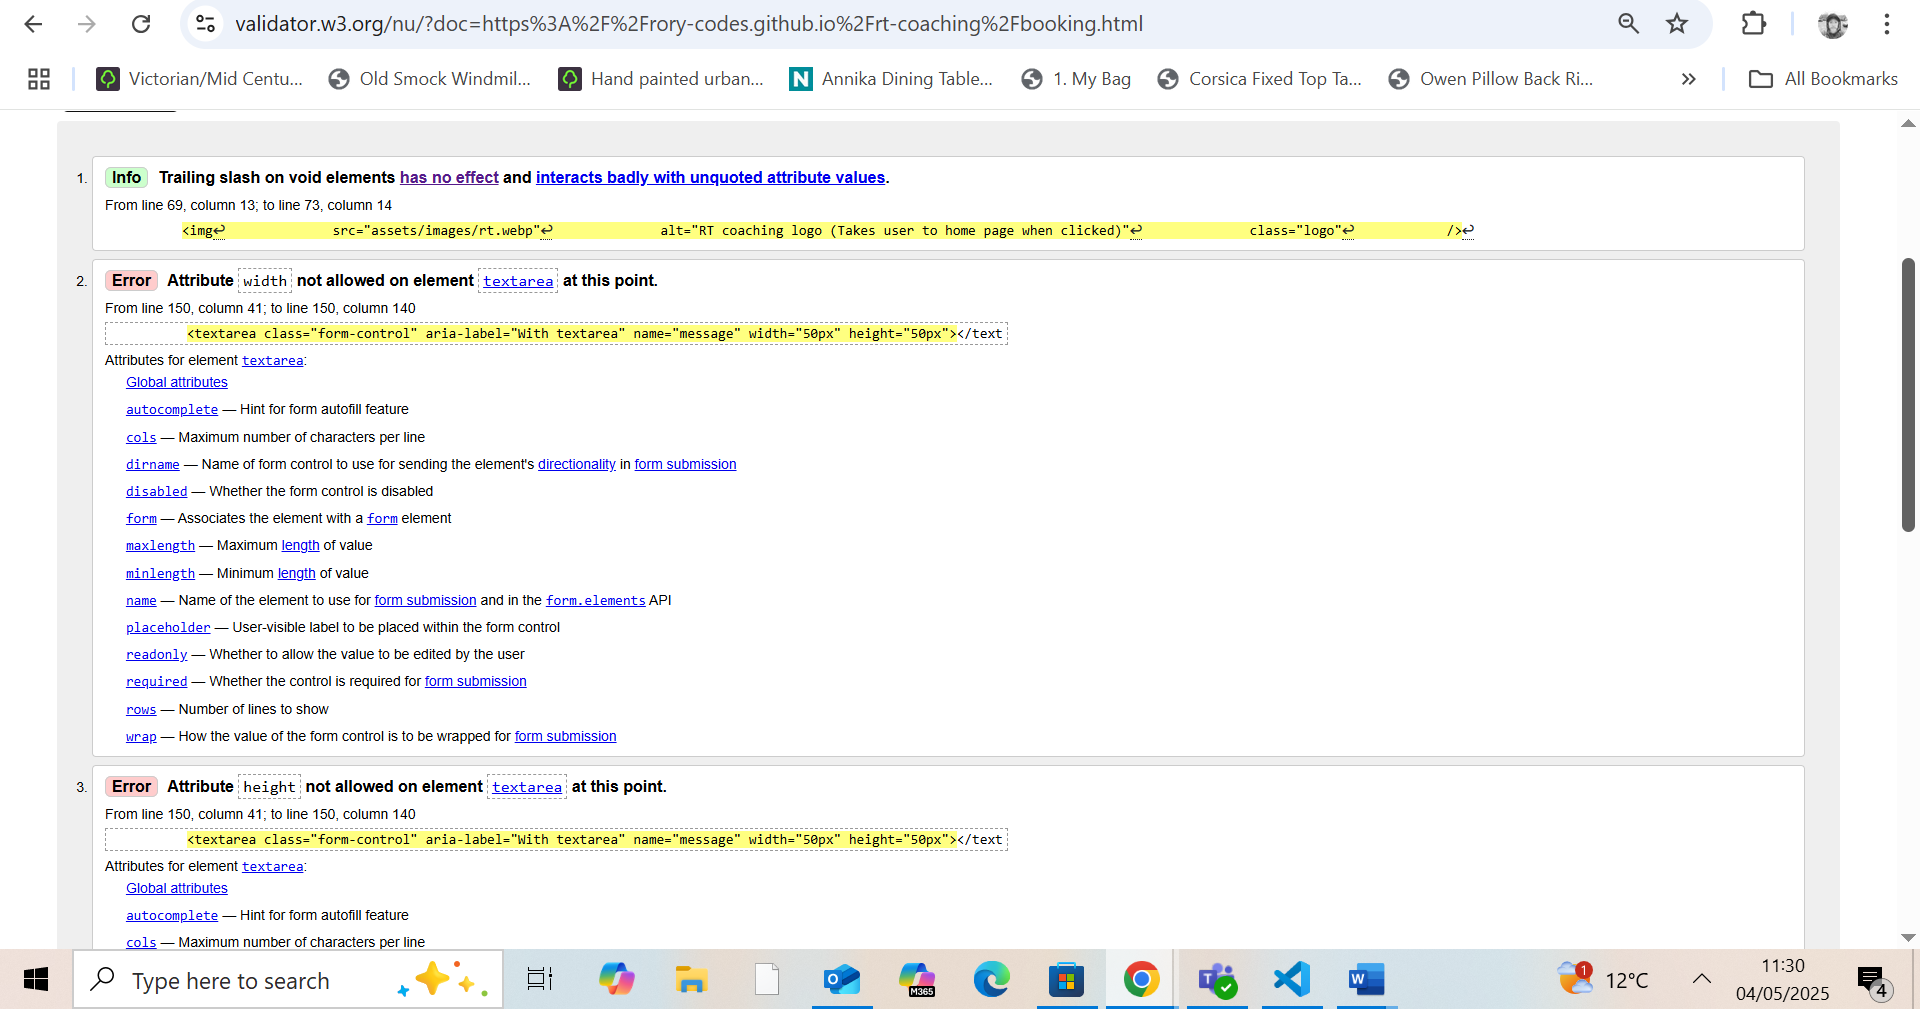 validator.w3.org/nu/?doc=https%3A%2F%2Frory-codes.github.io%2Frt-coaching%2Fbooking.html
Victorian/Mid Centu... Old Smock Windmil... Hand painted urban... N Annika Dining Table... 1. My Bag Corsica Fixed Top Ta... Owen Pillow Back Ri... » All Bookmarks
1. Info Trailing slash on void elements has no effect and interacts badly with unquoted attribute values.
From line 69, column 13; to line 73, column 14
<img↩ src="assets/images/rt.webp"↩ alt="RT coaching logo (Takes user to home page when clicked)"↩ class="logo"↩ />↩
2. Error Attribute width not allowed on element textarea at this point.
From line 150, column 41; to line 150, column 140
<textarea class="form-control" aria-label="With textarea" name="message" width="50px" height="50px"></text
Attributes for element textarea:
Global attributes
autocomplete — Hint for form autofill feature
cols — Maximum number of characters per line
dirname — Name of form control to use for sending the element's directionality in form submission
disabled — Whether the form control is disabled
form — Associates the element with a form element
maxlength — Maximum length of value
minlength — Minimum length of value
name — Name of the element to use for form submission and in the form.elements API
placeholder — User-visible label to be placed within the form control
readonly — Whether to allow the value to be edited by the user
required — Whether the control is required for form submission
rows — Number of lines to show
wrap — How the value of the form control is to be wrapped for form submission
3. Error Attribute height not allowed on element textarea at this point.
From line 150, column 41; to line 150, column 140
<textarea class="form-control" aria-label="With textarea" name="message" width="50px" height="50px"></text
Attributes for element textarea:
Global attributes
autocomplete — Hint for form autofill feature
cols — Maximum number of characters per line
Type here to search M365 1 12°C 11:30
04/05/2025 4